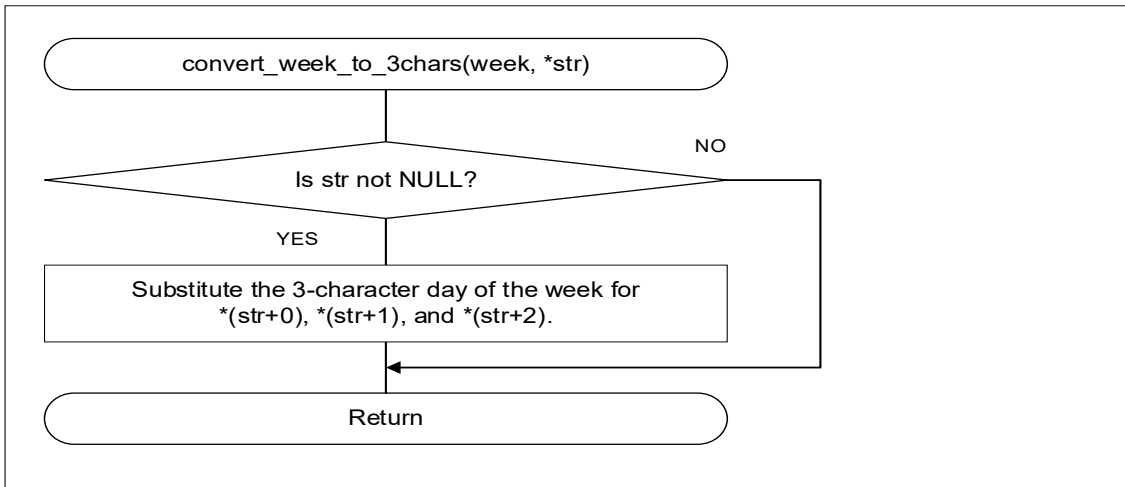 convert_week_to_3chars(week, *str)
NO
Is str not NULL?
YES
Substitute the 3-character day of the week for
*(str+0), *(str+1), and *(str+2).
Return